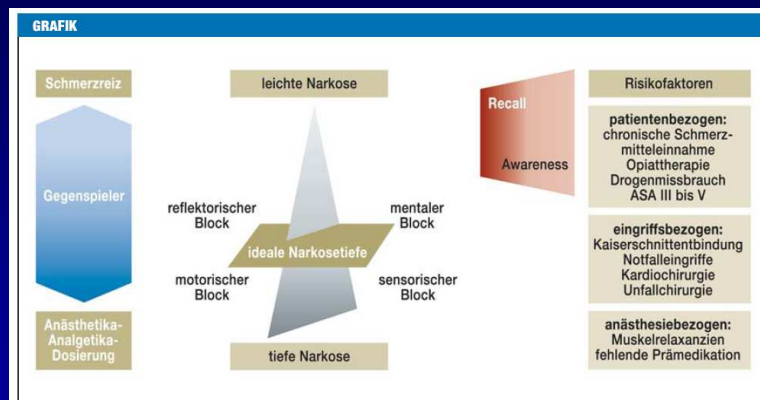 GRAFIK
Schmerzreiz
Gegenspieler
Anästhetika-
Analgetika-
Dosierung
leichte Narkose
reflektorischer
Block
mentaler
Block
ideale Narkosetiefe
motorischer
Block
sensorischer
Block
tiefe Narkose
Recall
Awareness
Risikofaktoren
patientenbezogen:
chronische Schmerz-
mitteleinnahme
Opiattherapie
Drogenmissbrauch
ASA III bis V
eingriffsbezogen:
Kaiserschnittentbindung
Notfalleingriffe
Kardiochirurgie
Unfallchirurgie
anästhesiebezogen:
Muskelrelaxanzien
fehlende Prämedikation